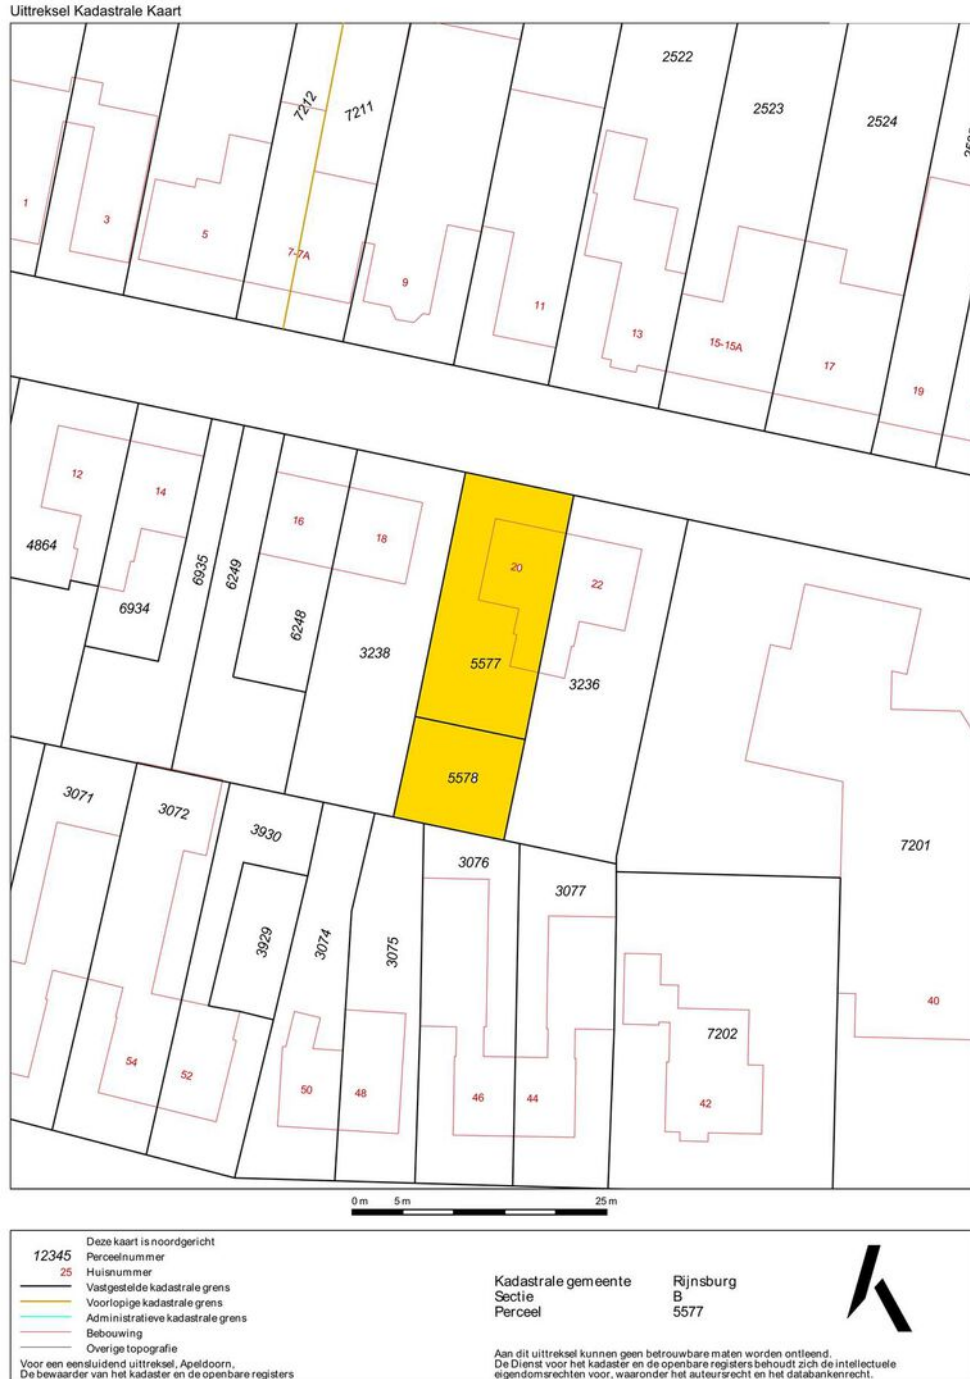 Uittreksel Kadastrale Kaart
2522
7212
7211
2523
2524
1
3
5
7-7A
9
11
13
15-15A
17
19
12
14
16
18
20
22
4864
6935
6249
6934
6248
3238
5577
3236
5578
3071
3072
3930
3076
7201
3077
3929
3074
3075
40
7202
54
52
50
48
46
44
42
0 m 5 m 25 m
Deze kaart is noordgericht
12345 Perceelnummer
25 Huisnummer
Vastgestelde kadastrale grens
Voorlopige kadastrale grens
Administratieve kadastrale grens
Bebouwing
Overige topografie
Voor een eensluidend uittreksel, Apeldoorn,
De bewaarder van het kadaster en de openbare registers
Kadastrale gemeente Rijnsburg
Sectie B
Perceel 5577
Aan dit uittreksel kunnen geen betrouwbare maten worden ontleend.
De Dienst voor het kadaster en de openbare registers behoudt zich de intellectuele
eigendomsrechten voor, waaronder het auteursrecht en het databankenrecht.